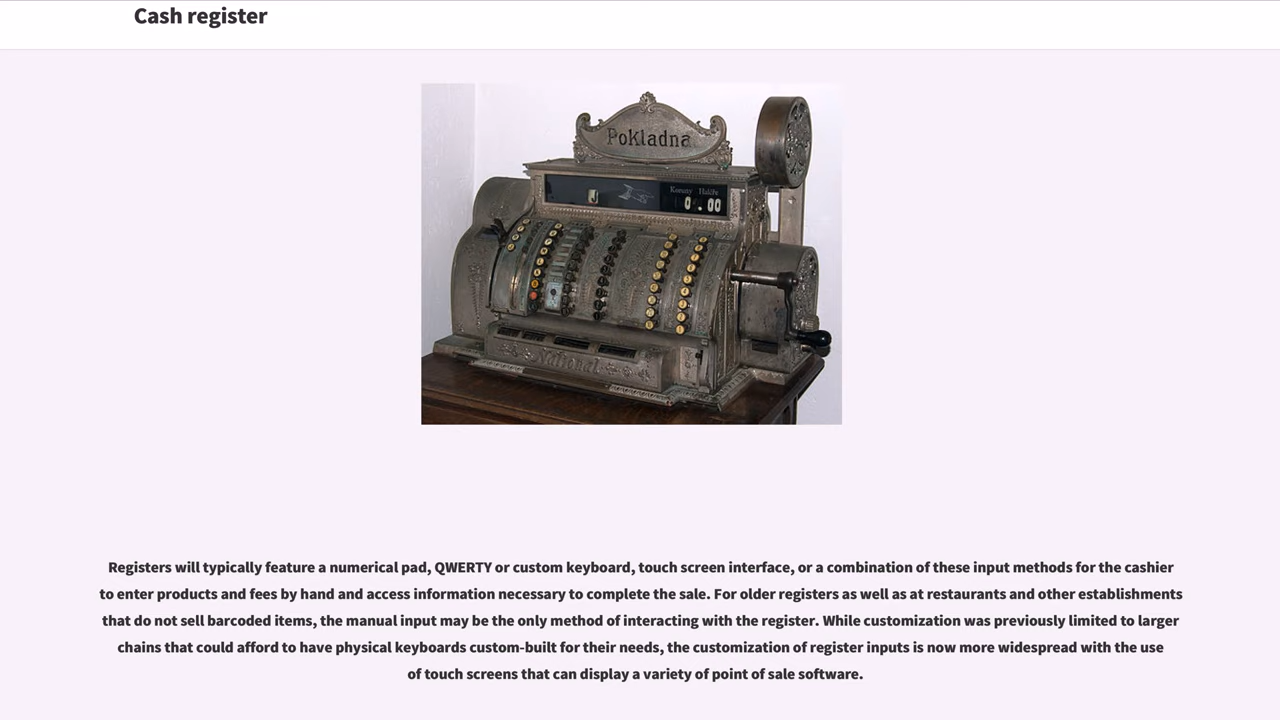 Cash register
Pokladna
Koruny Haléře
0.00
National
Registers will typically feature a numerical pad, QWERTY or custom keyboard, touch screen interface, or a combination of these input methods for the cashier
to enter products and fees by hand and access information necessary to complete the sale. For older registers as well as at restaurants and other establishments
that do not sell barcoded items, the manual input may be the only method of interacting with the register. While customization was previously limited to larger
chains that could afford to have physical keyboards custom-built for their needs, the customization of register inputs is now more widespread with the use
of touch screens that can display a variety of point of sale software.